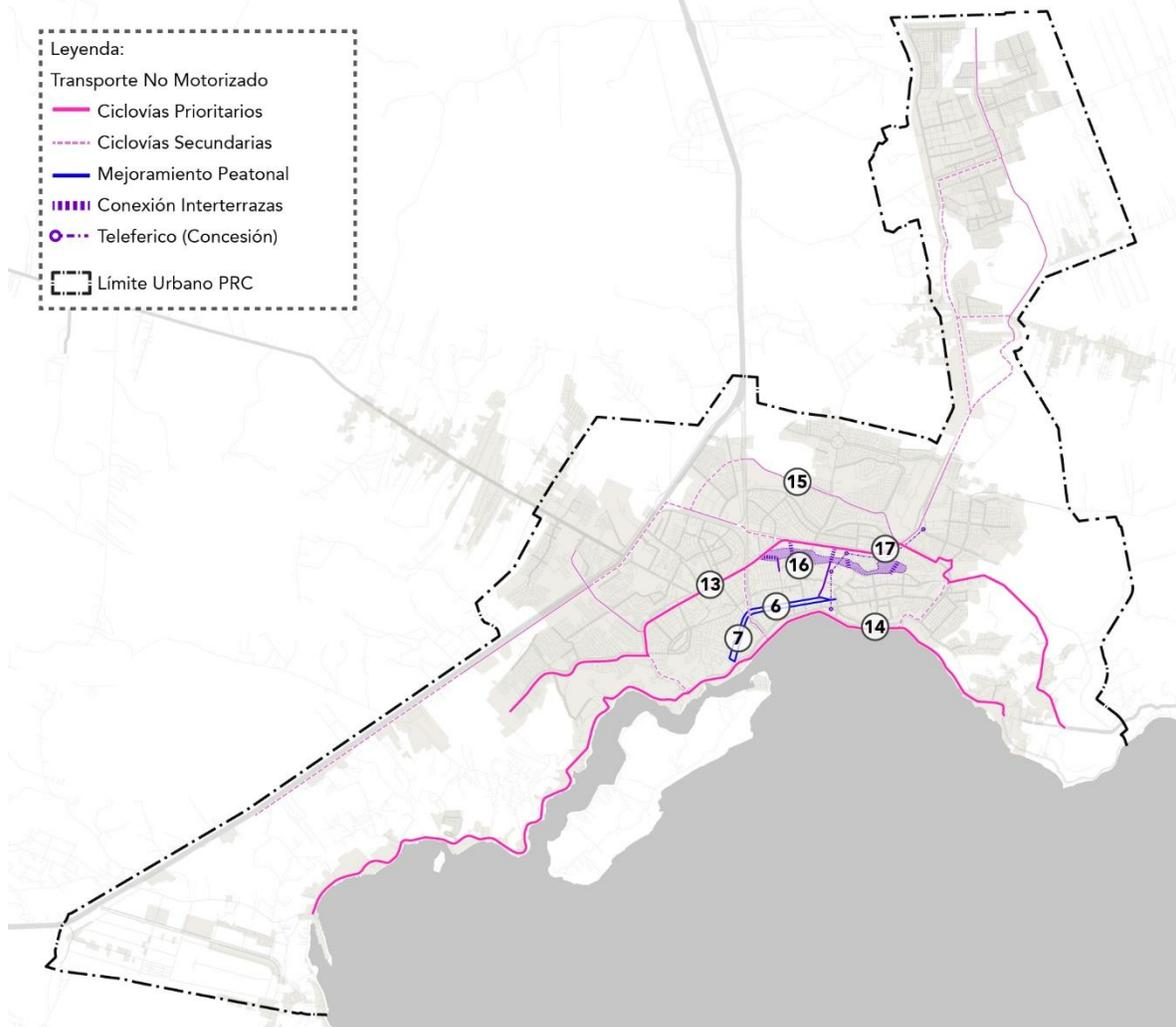 Leyenda:
Transporte No Motorizado
Ciclovías Prioritarios
Ciclovías Secundarias
Mejoramiento Peatonal
Conexión Interterrazas
Teleferico (Concesión)
Límite Urbano PRC
15
17
16
13
6
14
7